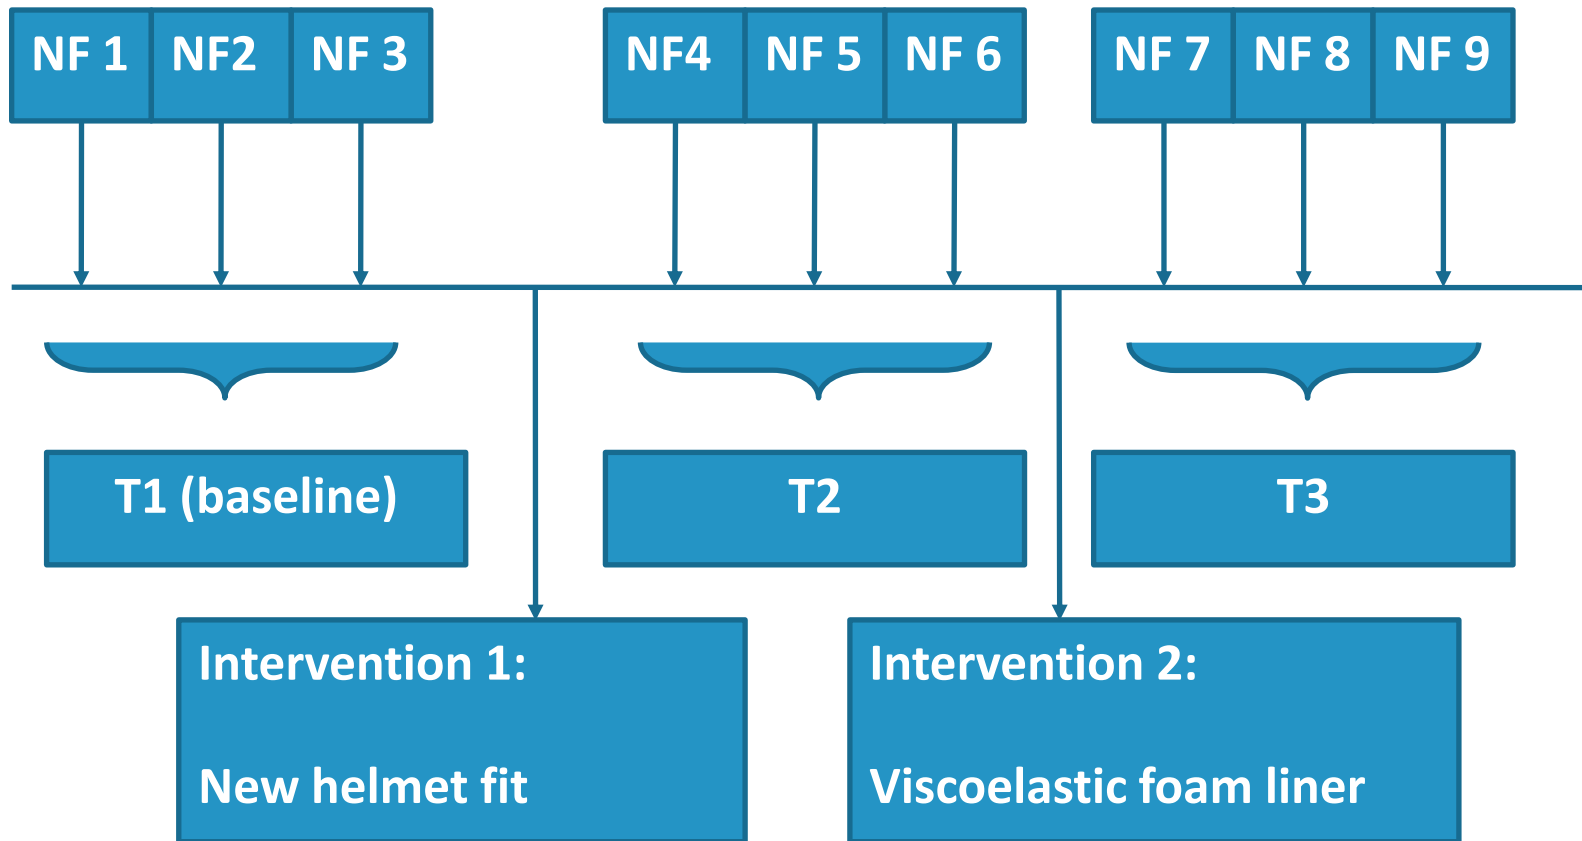 NF 1 NF2 NF 3 NF4 NF 5 NF 6 NF 7 NF 8 NF 9
T1 (baseline) T2 T3
Intervention 1: Intervention 2:
New helmet fit Viscoelastic foam liner